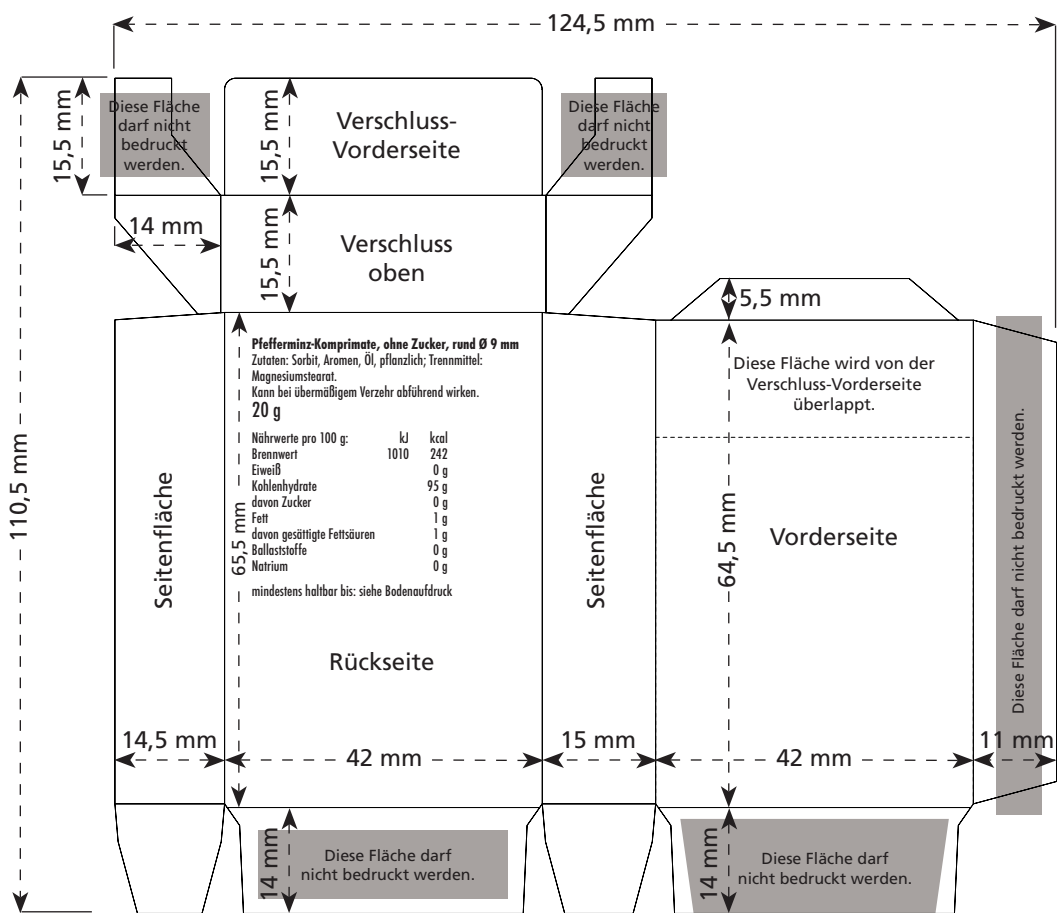 124,5 mm
Diese Fläche
darf nicht
bedruckt
werden.
Verschluss-
Vorderseite
Diese Fläche
darf nicht
bedruckt
werden.
15,5 mm
15,5 mm
14 mm
Verschluss
oben
15,5 mm
5,5 mm
110,5 mm
Pfefferminz-Komprimate, ohne Zucker, rund Ø 9 mm
Zutaten: Sorbit, Aromen, Öl, pflanzlich; Trennmittel:
Magnesiumstearat.
Kann bei übermäßigem Verzehr abführend wirken.
20 g
Nährwerte pro 100 g: kJ kcal
Brennwert 1010 242
Eiweiß 0 g
Kohlenhydrate 95 g
davon Zucker 0 g
Fett 1 g
davon gesättigte Fettsäuren 1 g
Ballaststoffe 0 g
Natrium 0 g
mindestens haltbar bis: siehe Bodenaufdruck
Diese Fläche wird von der
Verschluss-Vorderseite
überlappt.
Seitenfläche
65,5 mm
Rückseite
Seitenfläche
64,5 mm
Vorderseite
Diese Fläche darf nicht bedruckt werden.
14,5 mm
42 mm
15 mm
42 mm
11 mm
14 mm
Diese Fläche darf
nicht bedruckt werden.
14 mm
Diese Fläche darf
nicht bedruckt werden.